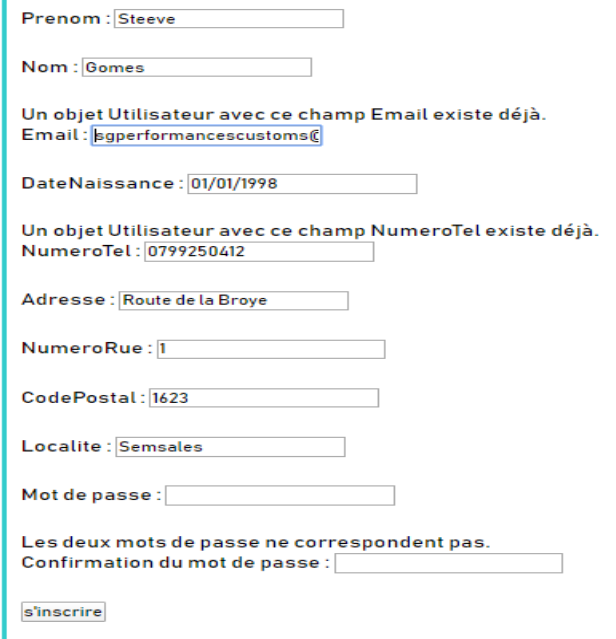 Prenom : Steeve
Nom : Gomes
Un objet Utilisateur avec ce champ Email existe déjà.
Email : sgperformancescustoms@
DateNaissance : 01/01/1998
Un objet Utilisateur avec ce champ NumeroTel existe déjà.
NumeroTel : 0799250412
Adresse : Route de la Broye
NumeroRue : 1
CodePostal : 1623
Localite : Semsales
Mot de passe :
Les deux mots de passe ne correspondent pas.
Confirmation du mot de passe :
s'inscrire